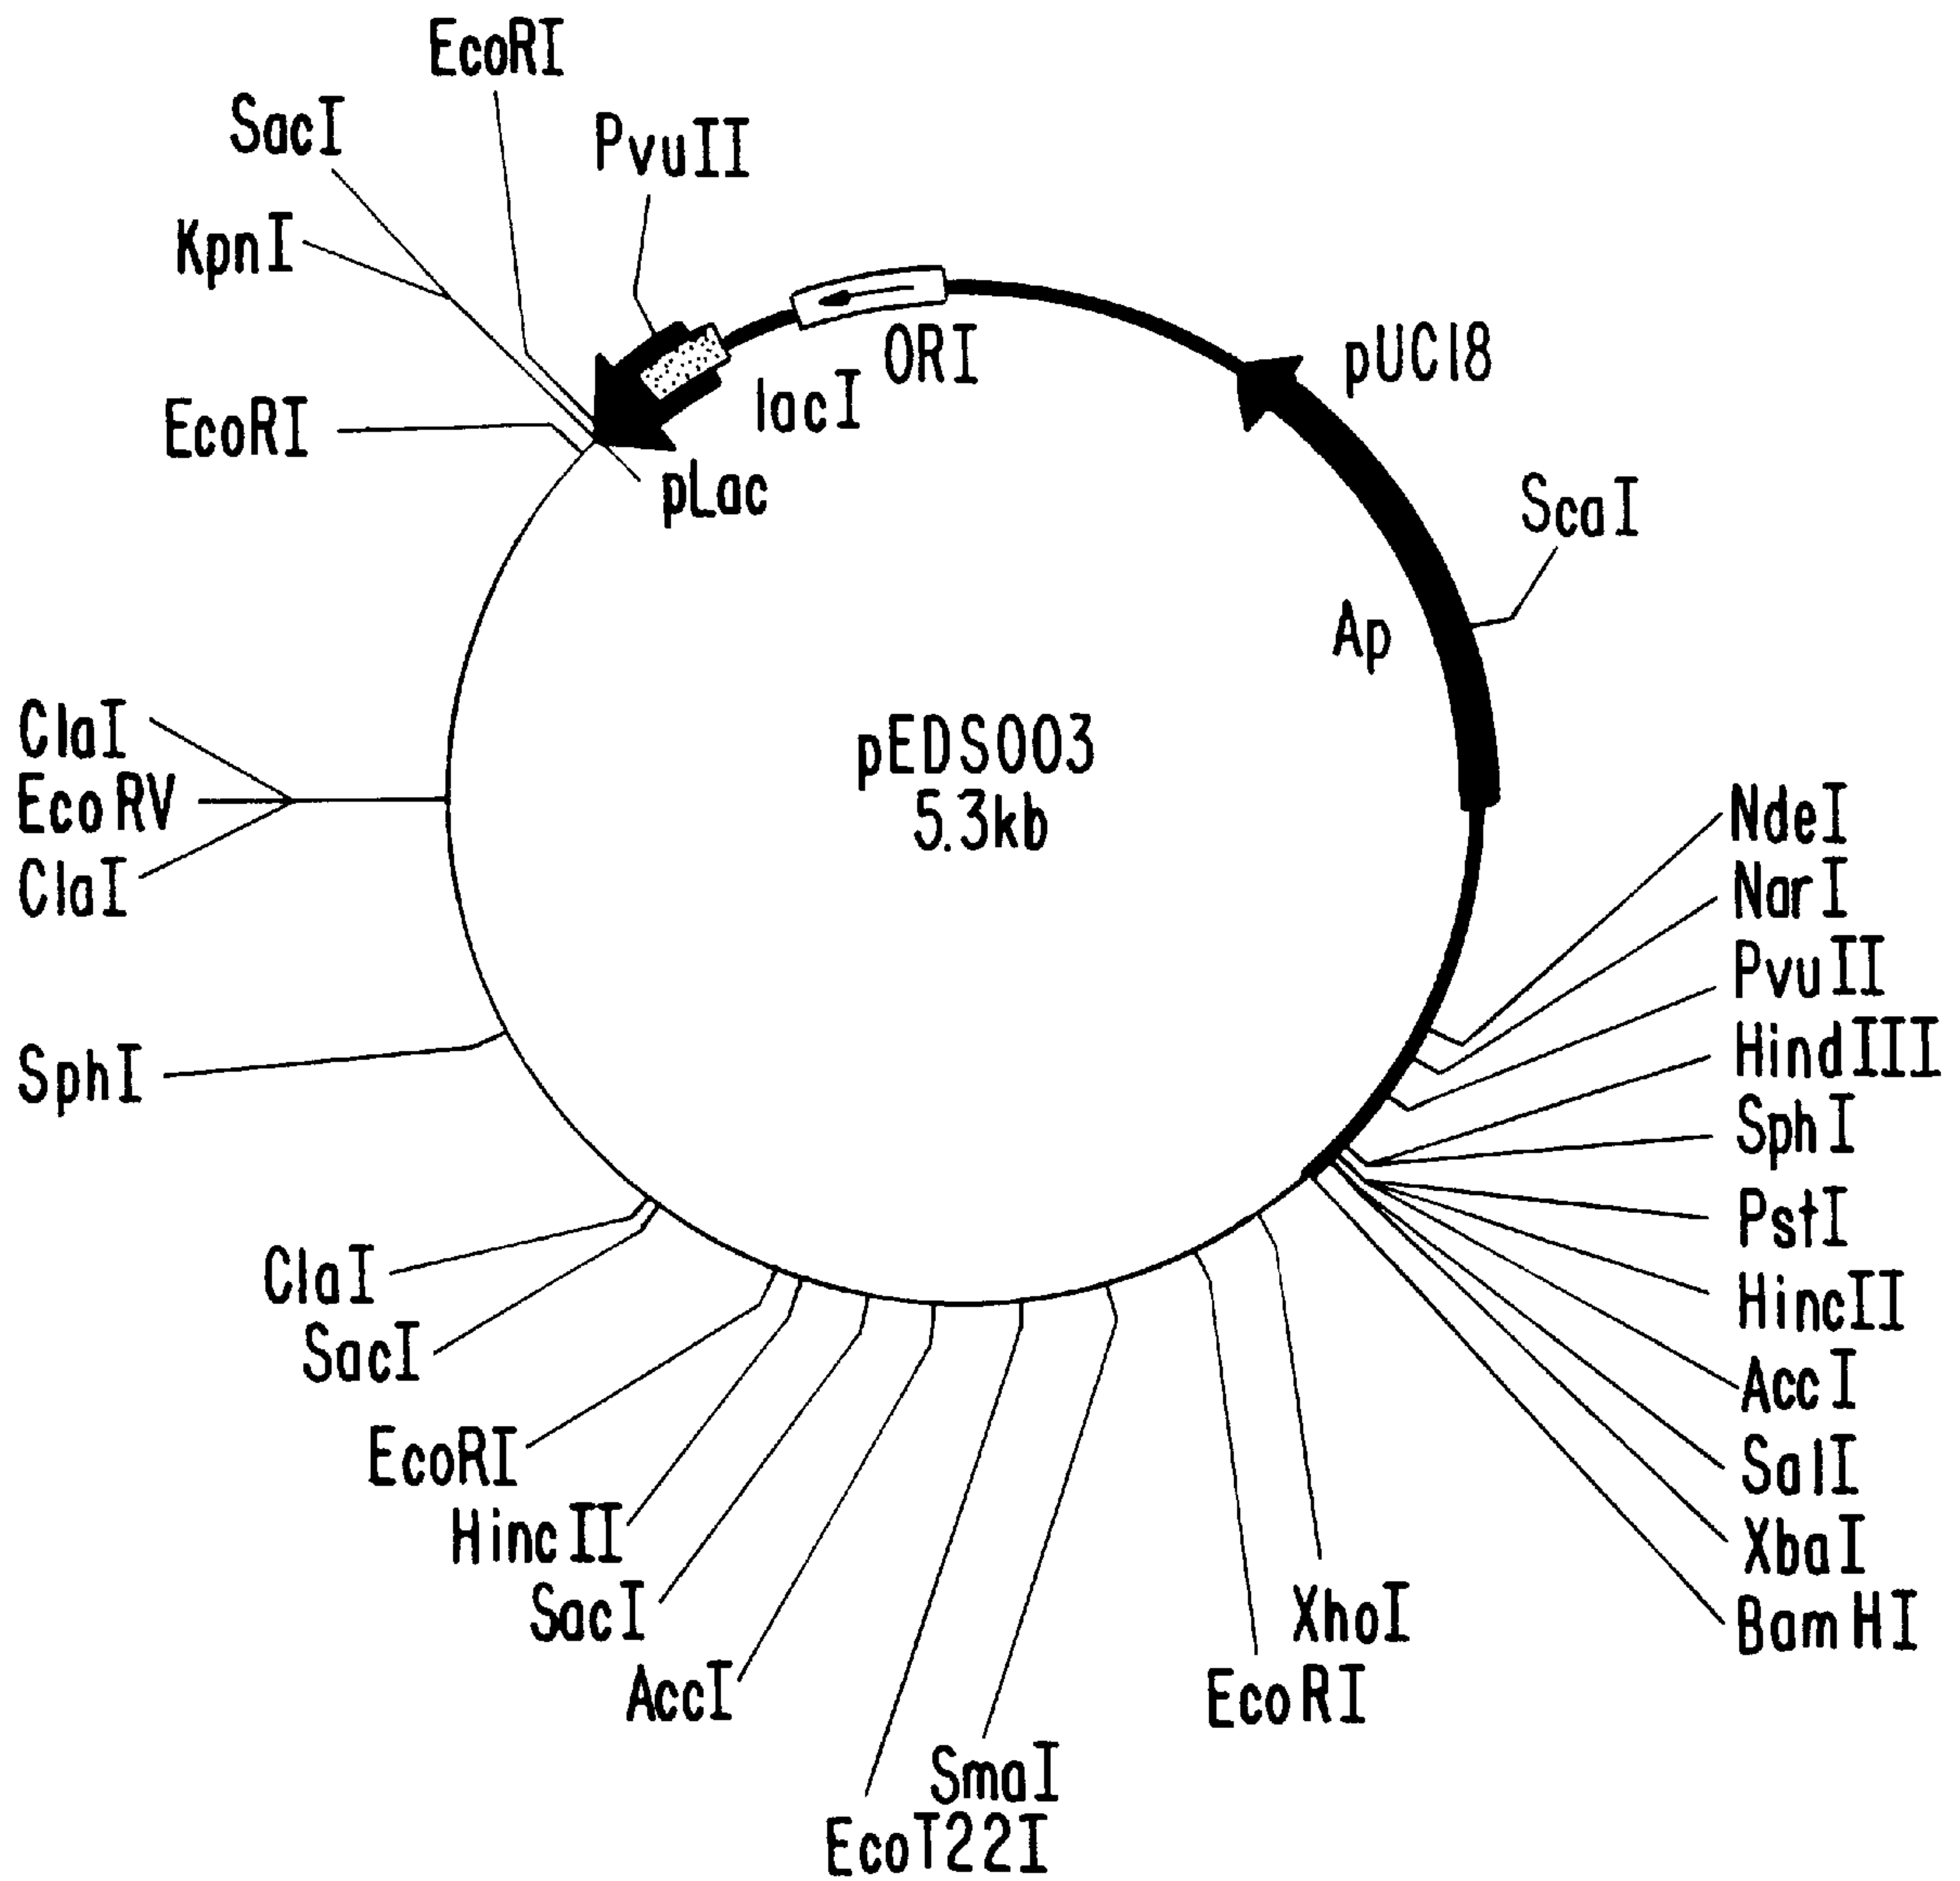 EcoRI
SacI
PvuII
KpnI
ORI
pUC18
lacI
EcoRI
pLac
ScaI
Ap
ClaI
EcoRV
ClaI
pEDS003
5.3kb
NdeI
NarI
PvuII
HindIII
SphI
PstI
HincII
AccI
SalI
XbaI
BamHI
SphI
ClaI
SacI
EcoRI
HincII
SacI
AccI
XhoI
EcoRI
SmaI
EcoT22I